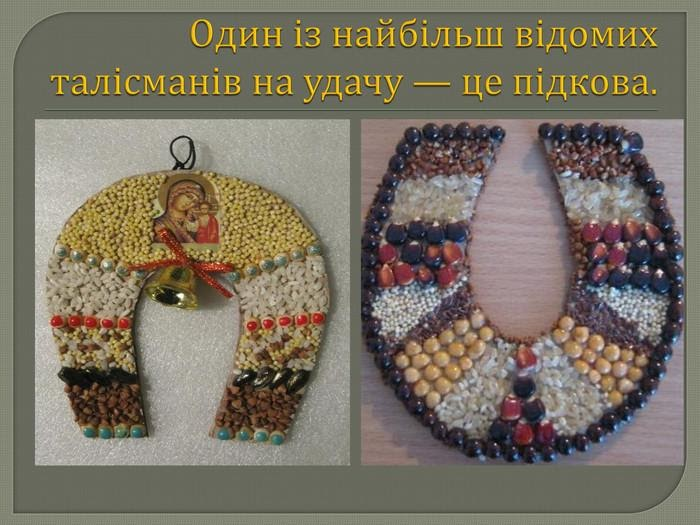 Один із найбільш відомих
талісманів на удачу — це підкова.